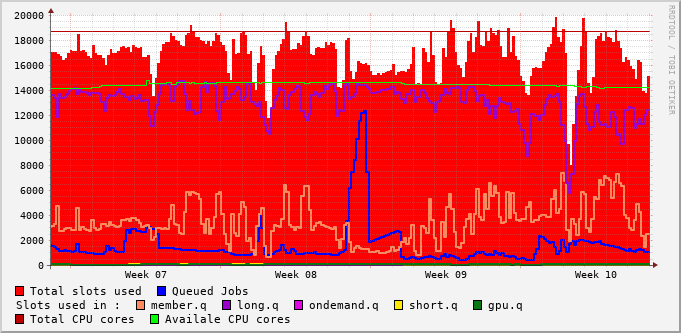 RRDTOOL / TOBI OETIKER
20000
18000
16000
14000
12000
10000
8000
6000
4000
2000
0
Week 07 Week 08 Week 09 Week 10
Total slots used Queued Jobs
Slots used in : member.q long.q ondemand.q short.q gpu.q
Total CPU cores Availale CPU cores